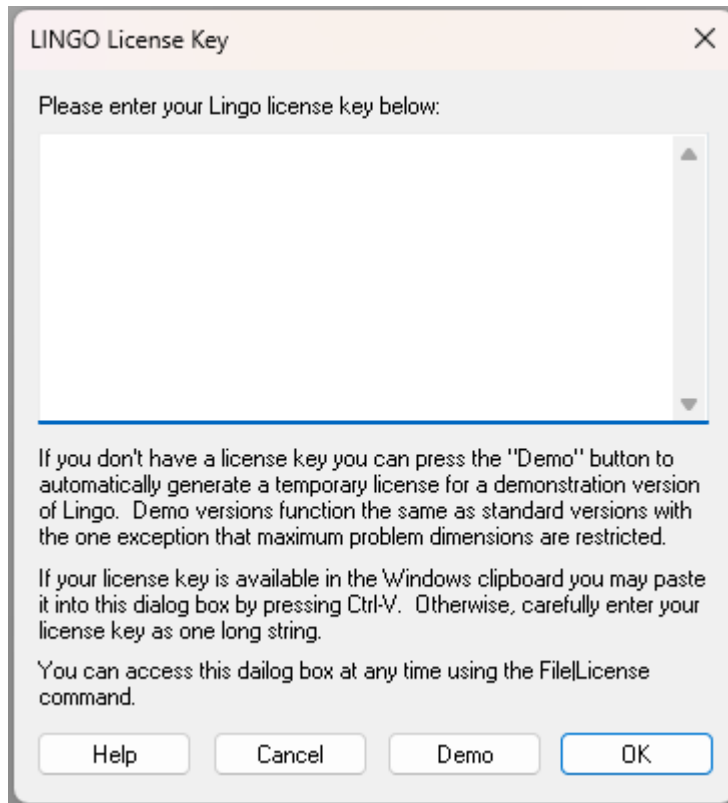 LINGO License Key
Please enter your Lingo license key below:
If you don't have a license key you can press the "Demo" button to
automatically generate a temporary license for a demonstration version
of Lingo.  Demo versions function the same as standard versions with
the one exception that maximum problem dimensions are restricted.
If your license key is available in the Windows clipboard you may paste
it into this dialog box by pressing Ctrl-V.  Otherwise, carefully enter your
license key as one long string.
You can access this dailog box at any time using the File|License
command.
Help Cancel Demo OK